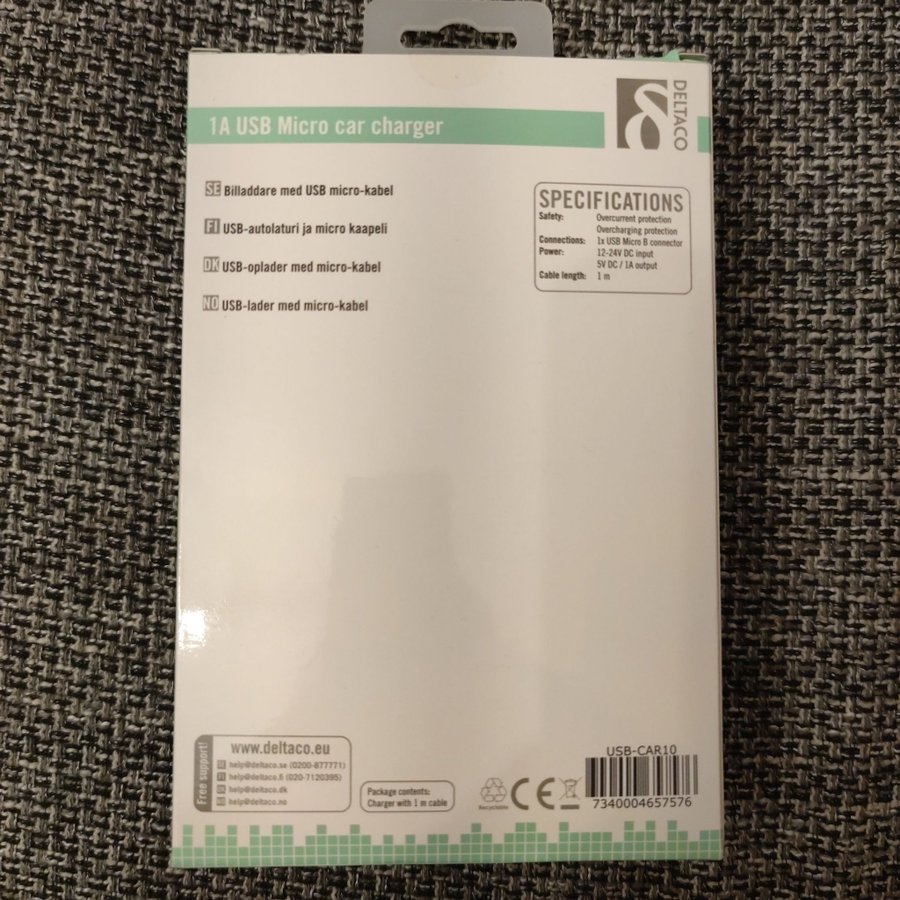 DELTACO
1A USB Micro car charger
SE Billaddare med USB micro-kabel
FI USB-autolaturi ja micro kaapeli
DK USB-oplader med micro-kabel
NO USB-lader med micro-kabel
SPECIFICATIONS
Safety: Overcurrent protection
Overcharging protection
Connections: 1x USB Micro B connector
Power: 12-24V DC input
5V DC / 1A output
Cable length: 1 m
Free support!
www.deltaco.eu
SE help@deltaco.se (0200-877771)
FI help@deltaco.fi (020-7120395)
DK help@deltaco.dk
NO help@deltaco.no
Package contents:
Charger with 1 m cable
Recyclable
CE
USB-CAR10
7340004657576